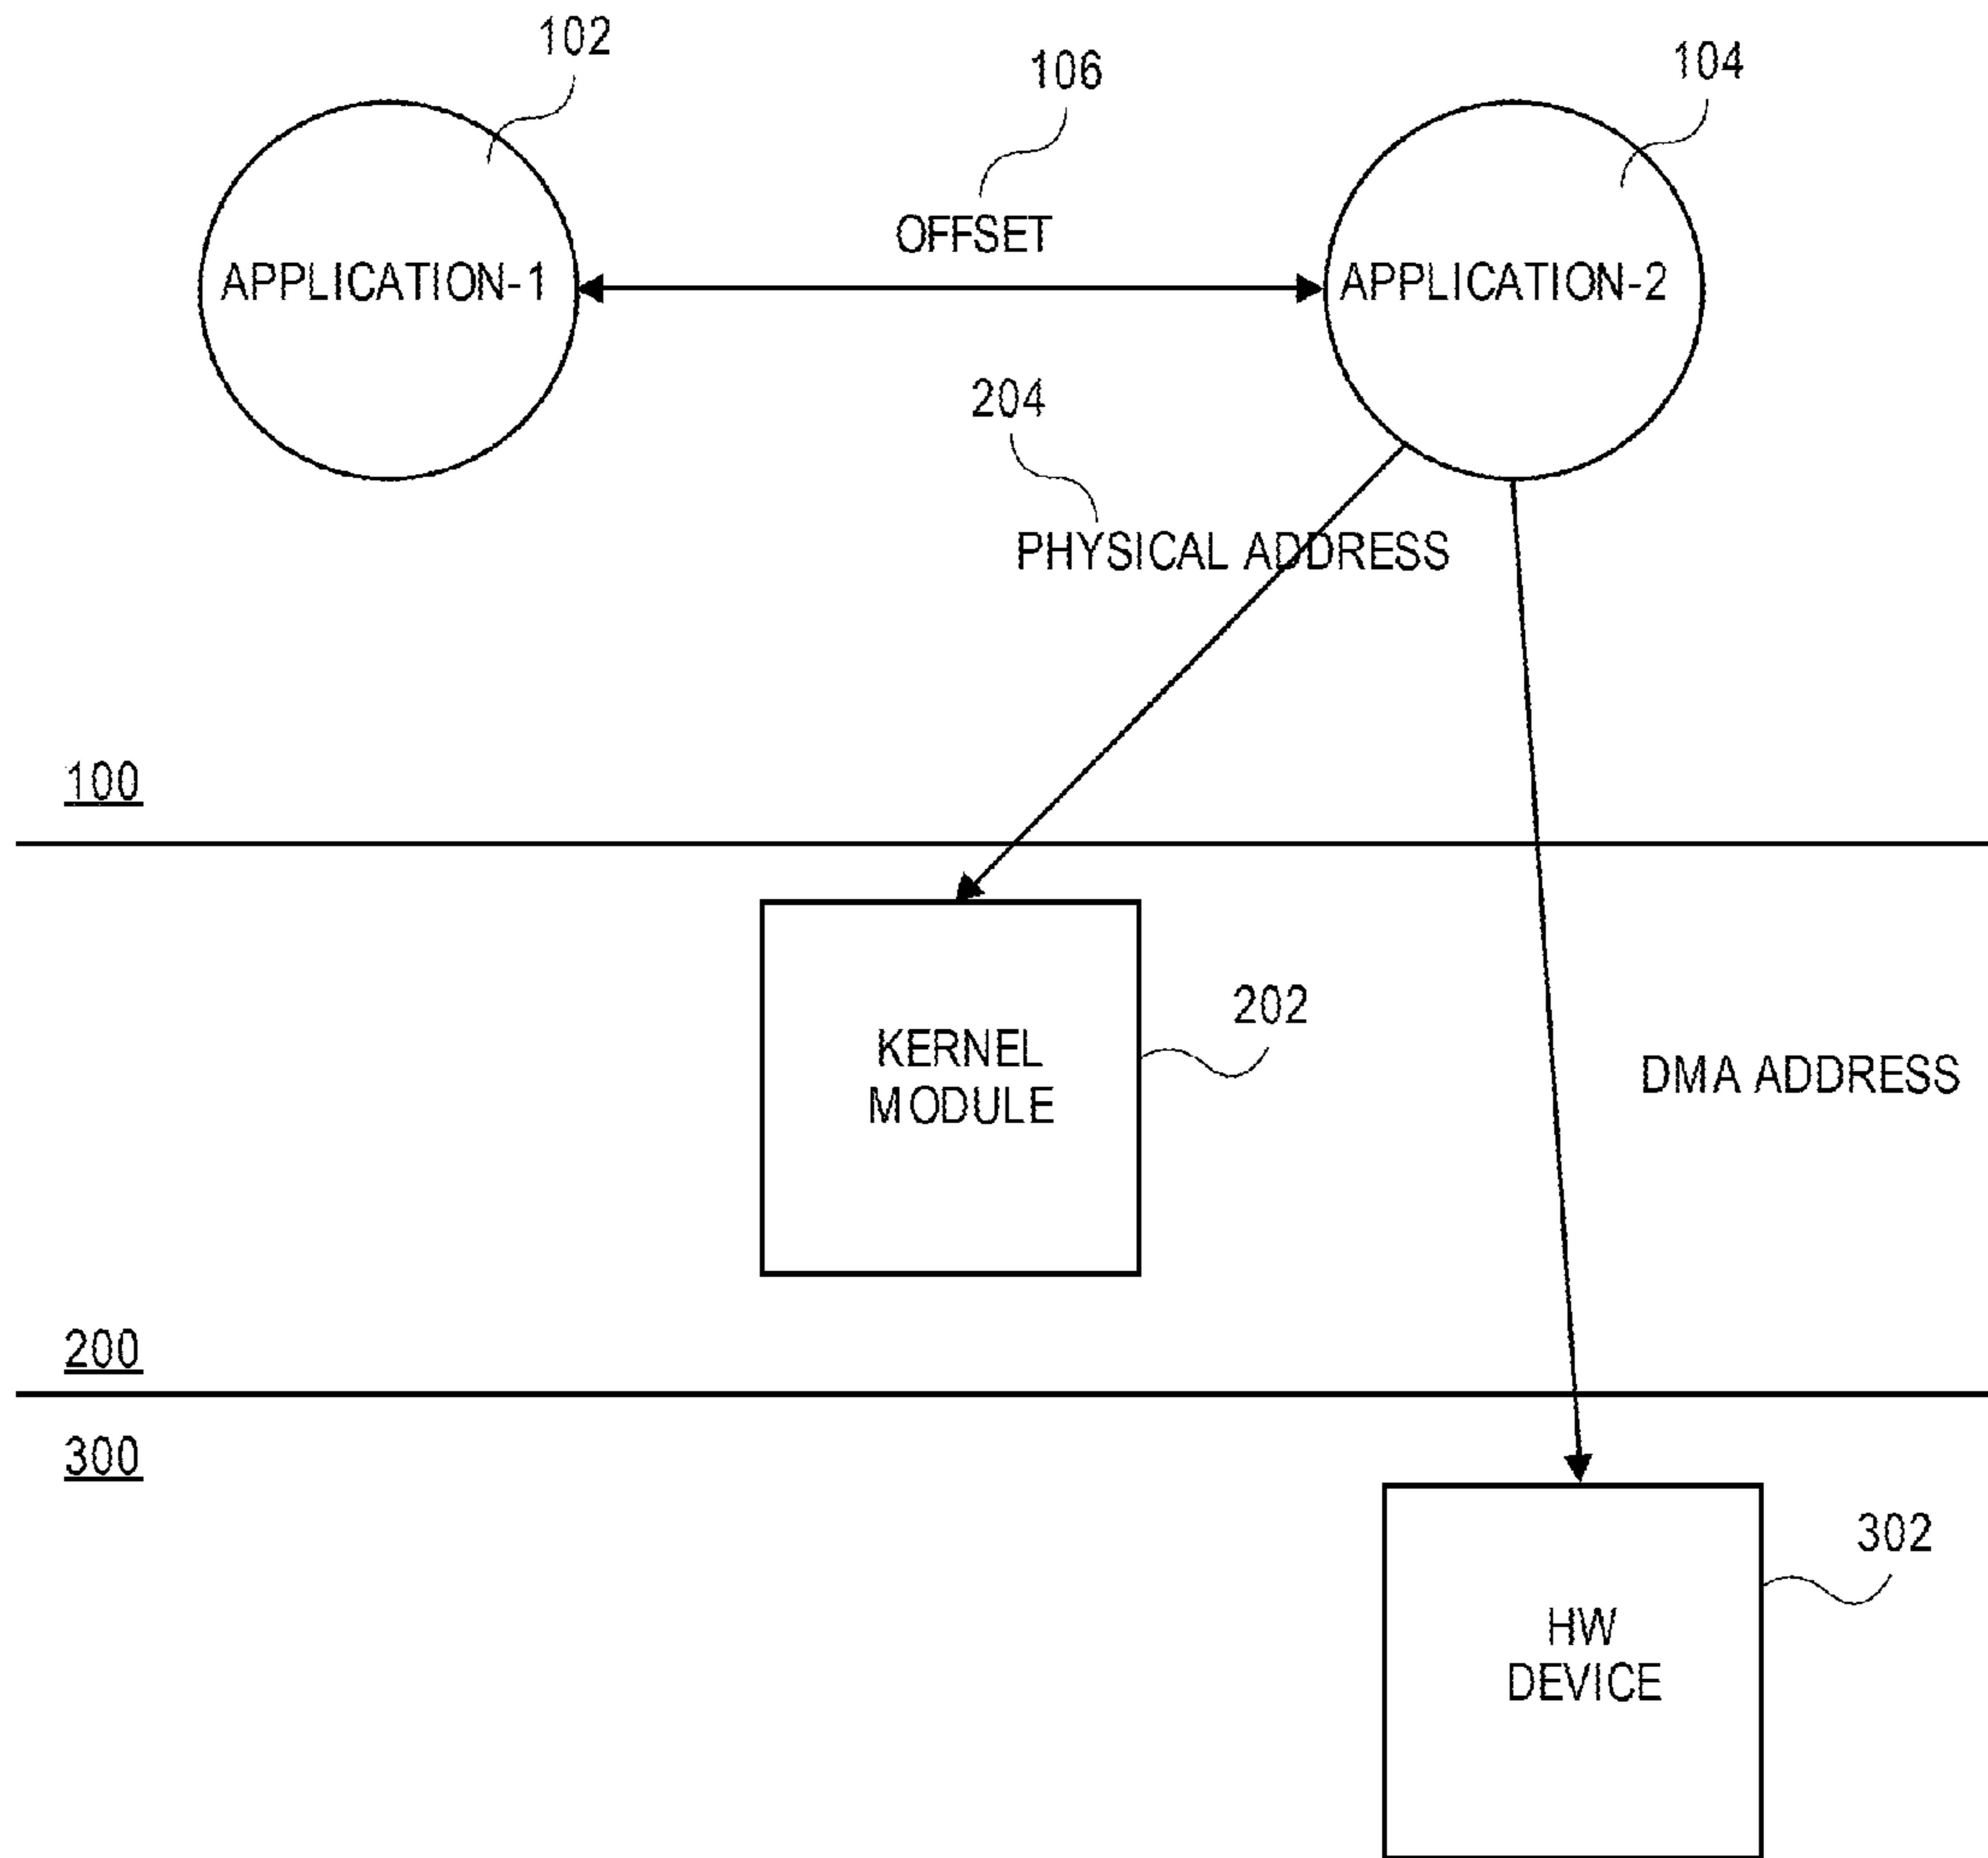 102
106
104
OFFSET
APPLICATION-1
APPLICATION-2
204
PHYSICAL ADDRESS
100
202
KERNEL
MODULE
DMA ADDRESS
200
300
302
HW
DEVICE